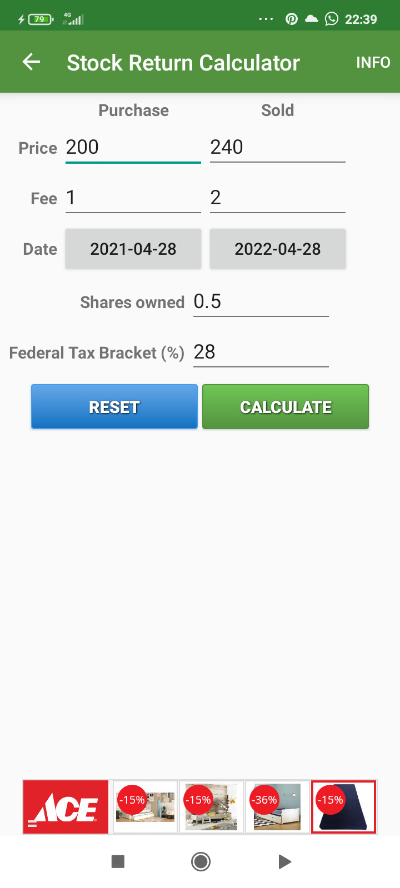 79 4G ... 22:39
Stock Return Calculator INFO
Purchase Sold
Price 200 240
Fee 1 2
Date 2021-04-28 2022-04-28
Shares owned 0.5
Federal Tax Bracket (%) 28
RESET CALCULATE
ACE -15% -15% -36% -15%